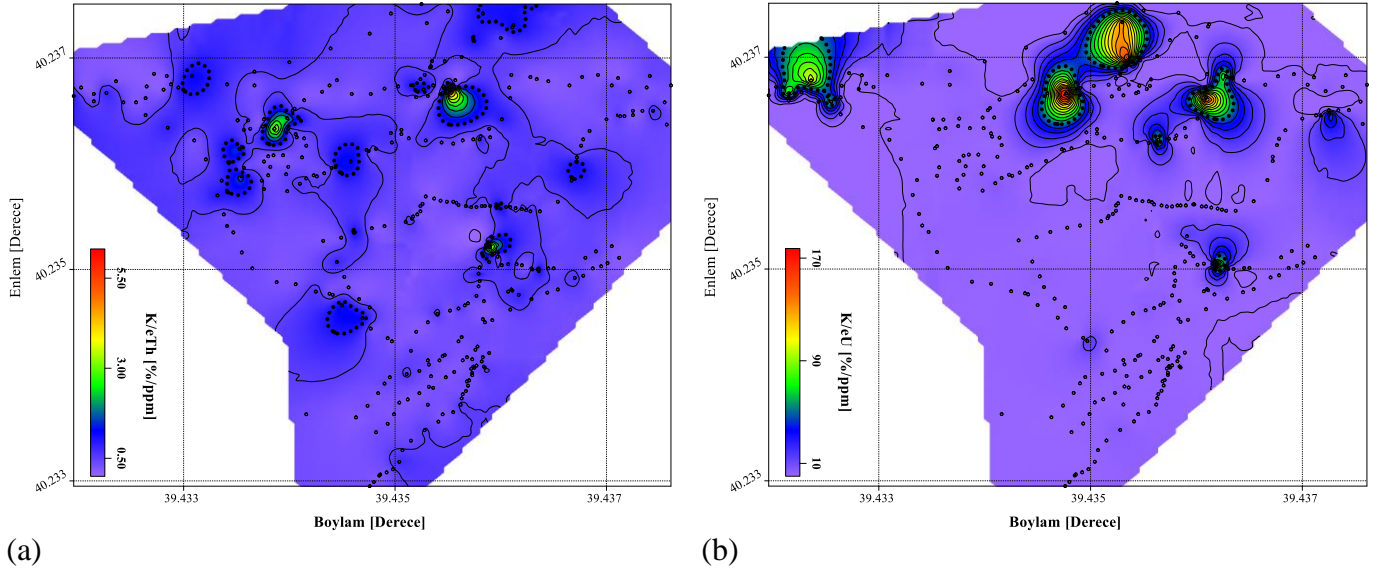 40.237
40.235
40.233
Enlem [Derece]
5.50
3.00
0.50
K/eTh [%/ppm]
39.433
39.435
39.437
Boylam [Derece]
(a)
40.237
40.235
40.233
Enlem [Derece]
170
90
10
K/eU [%/ppm]
39.433
39.435
39.437
Boylam [Derece]
(b)